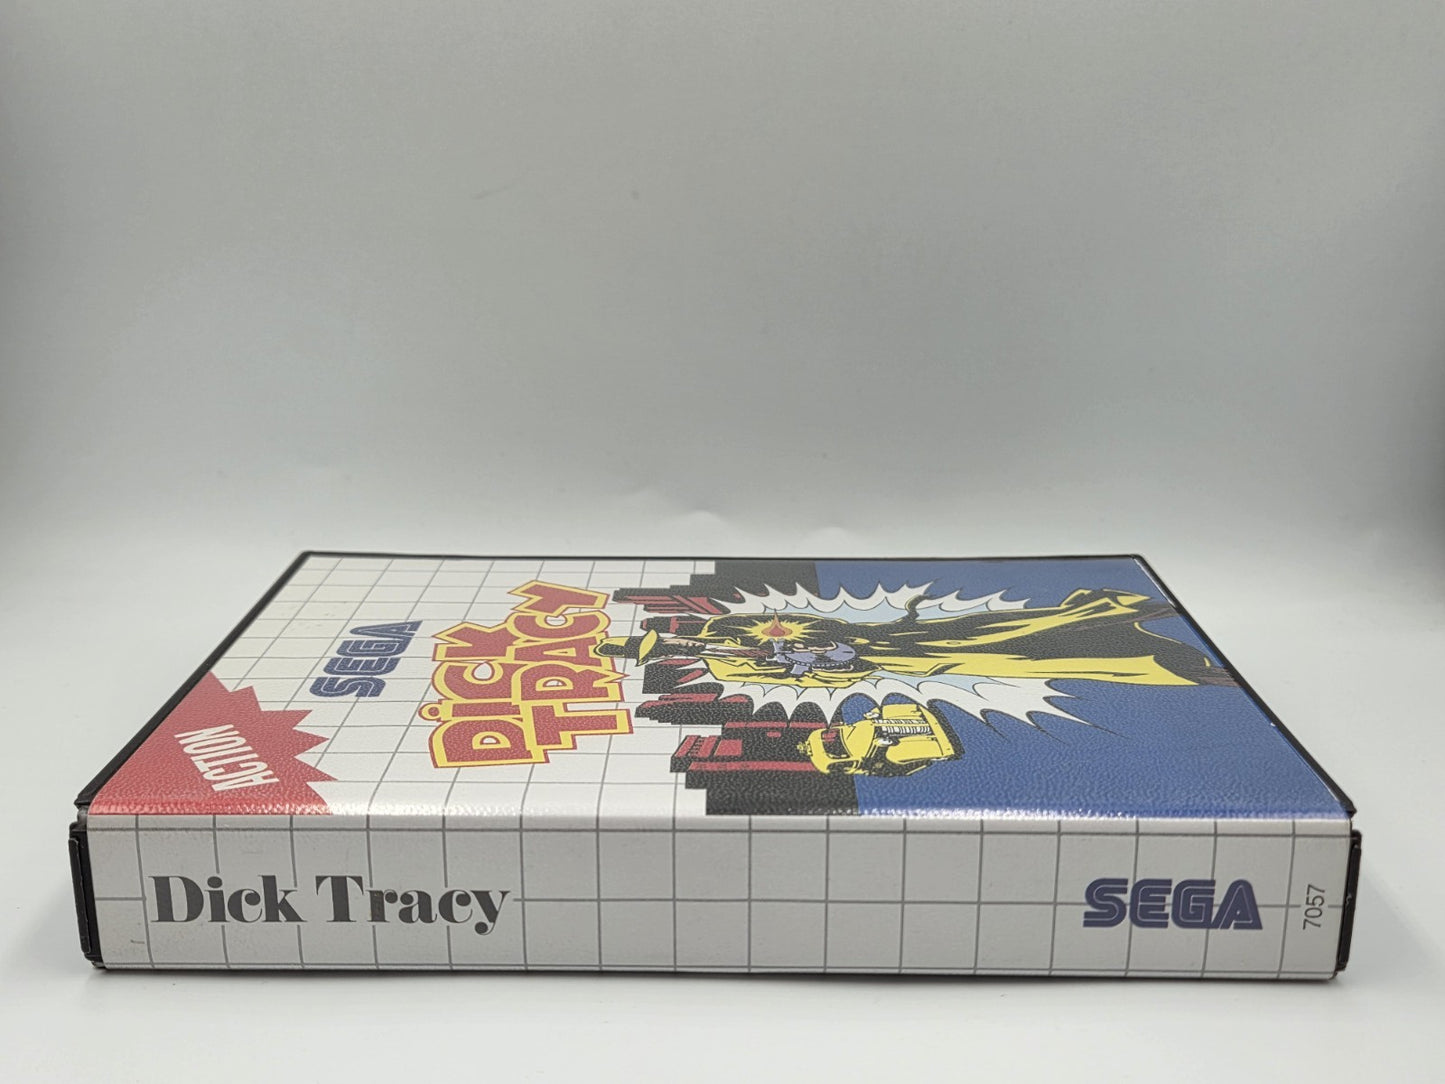 ACTION
SEGA
DICK
TRACY
Dick Tracy
SEGA
7057